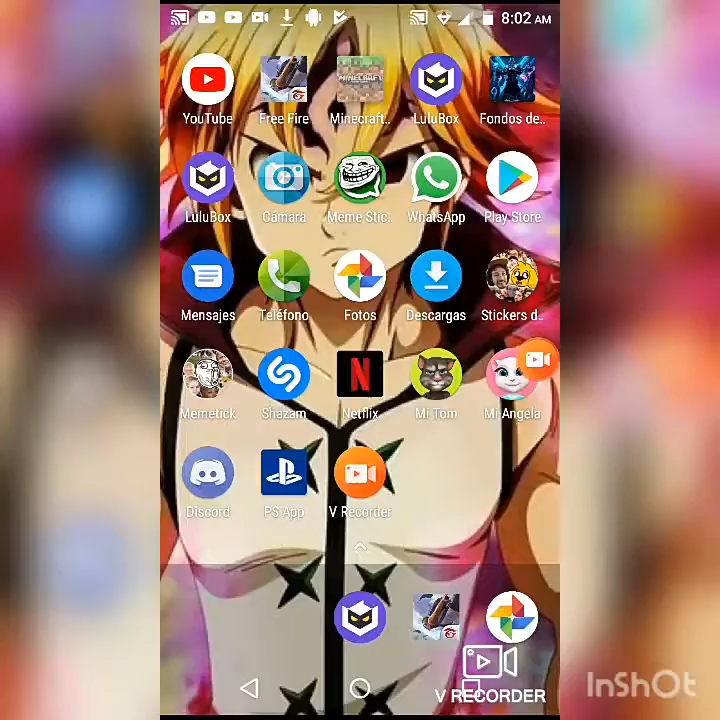 8:02 AM
YouTube
Free Fire
MINECRAFT
Minecraft..
LuluBox
Fondos de..
LuluBox
Cámara
Meme Stic..
WhatsApp
Play Store
Mensajes
Teléfono
Fotos
Descargas
Stickers d..
Memetick
Shazam
N
Netflix
Mi Tom
Mi Angela
Discord
PS App
V Recorder
V RECORDER
InShOt